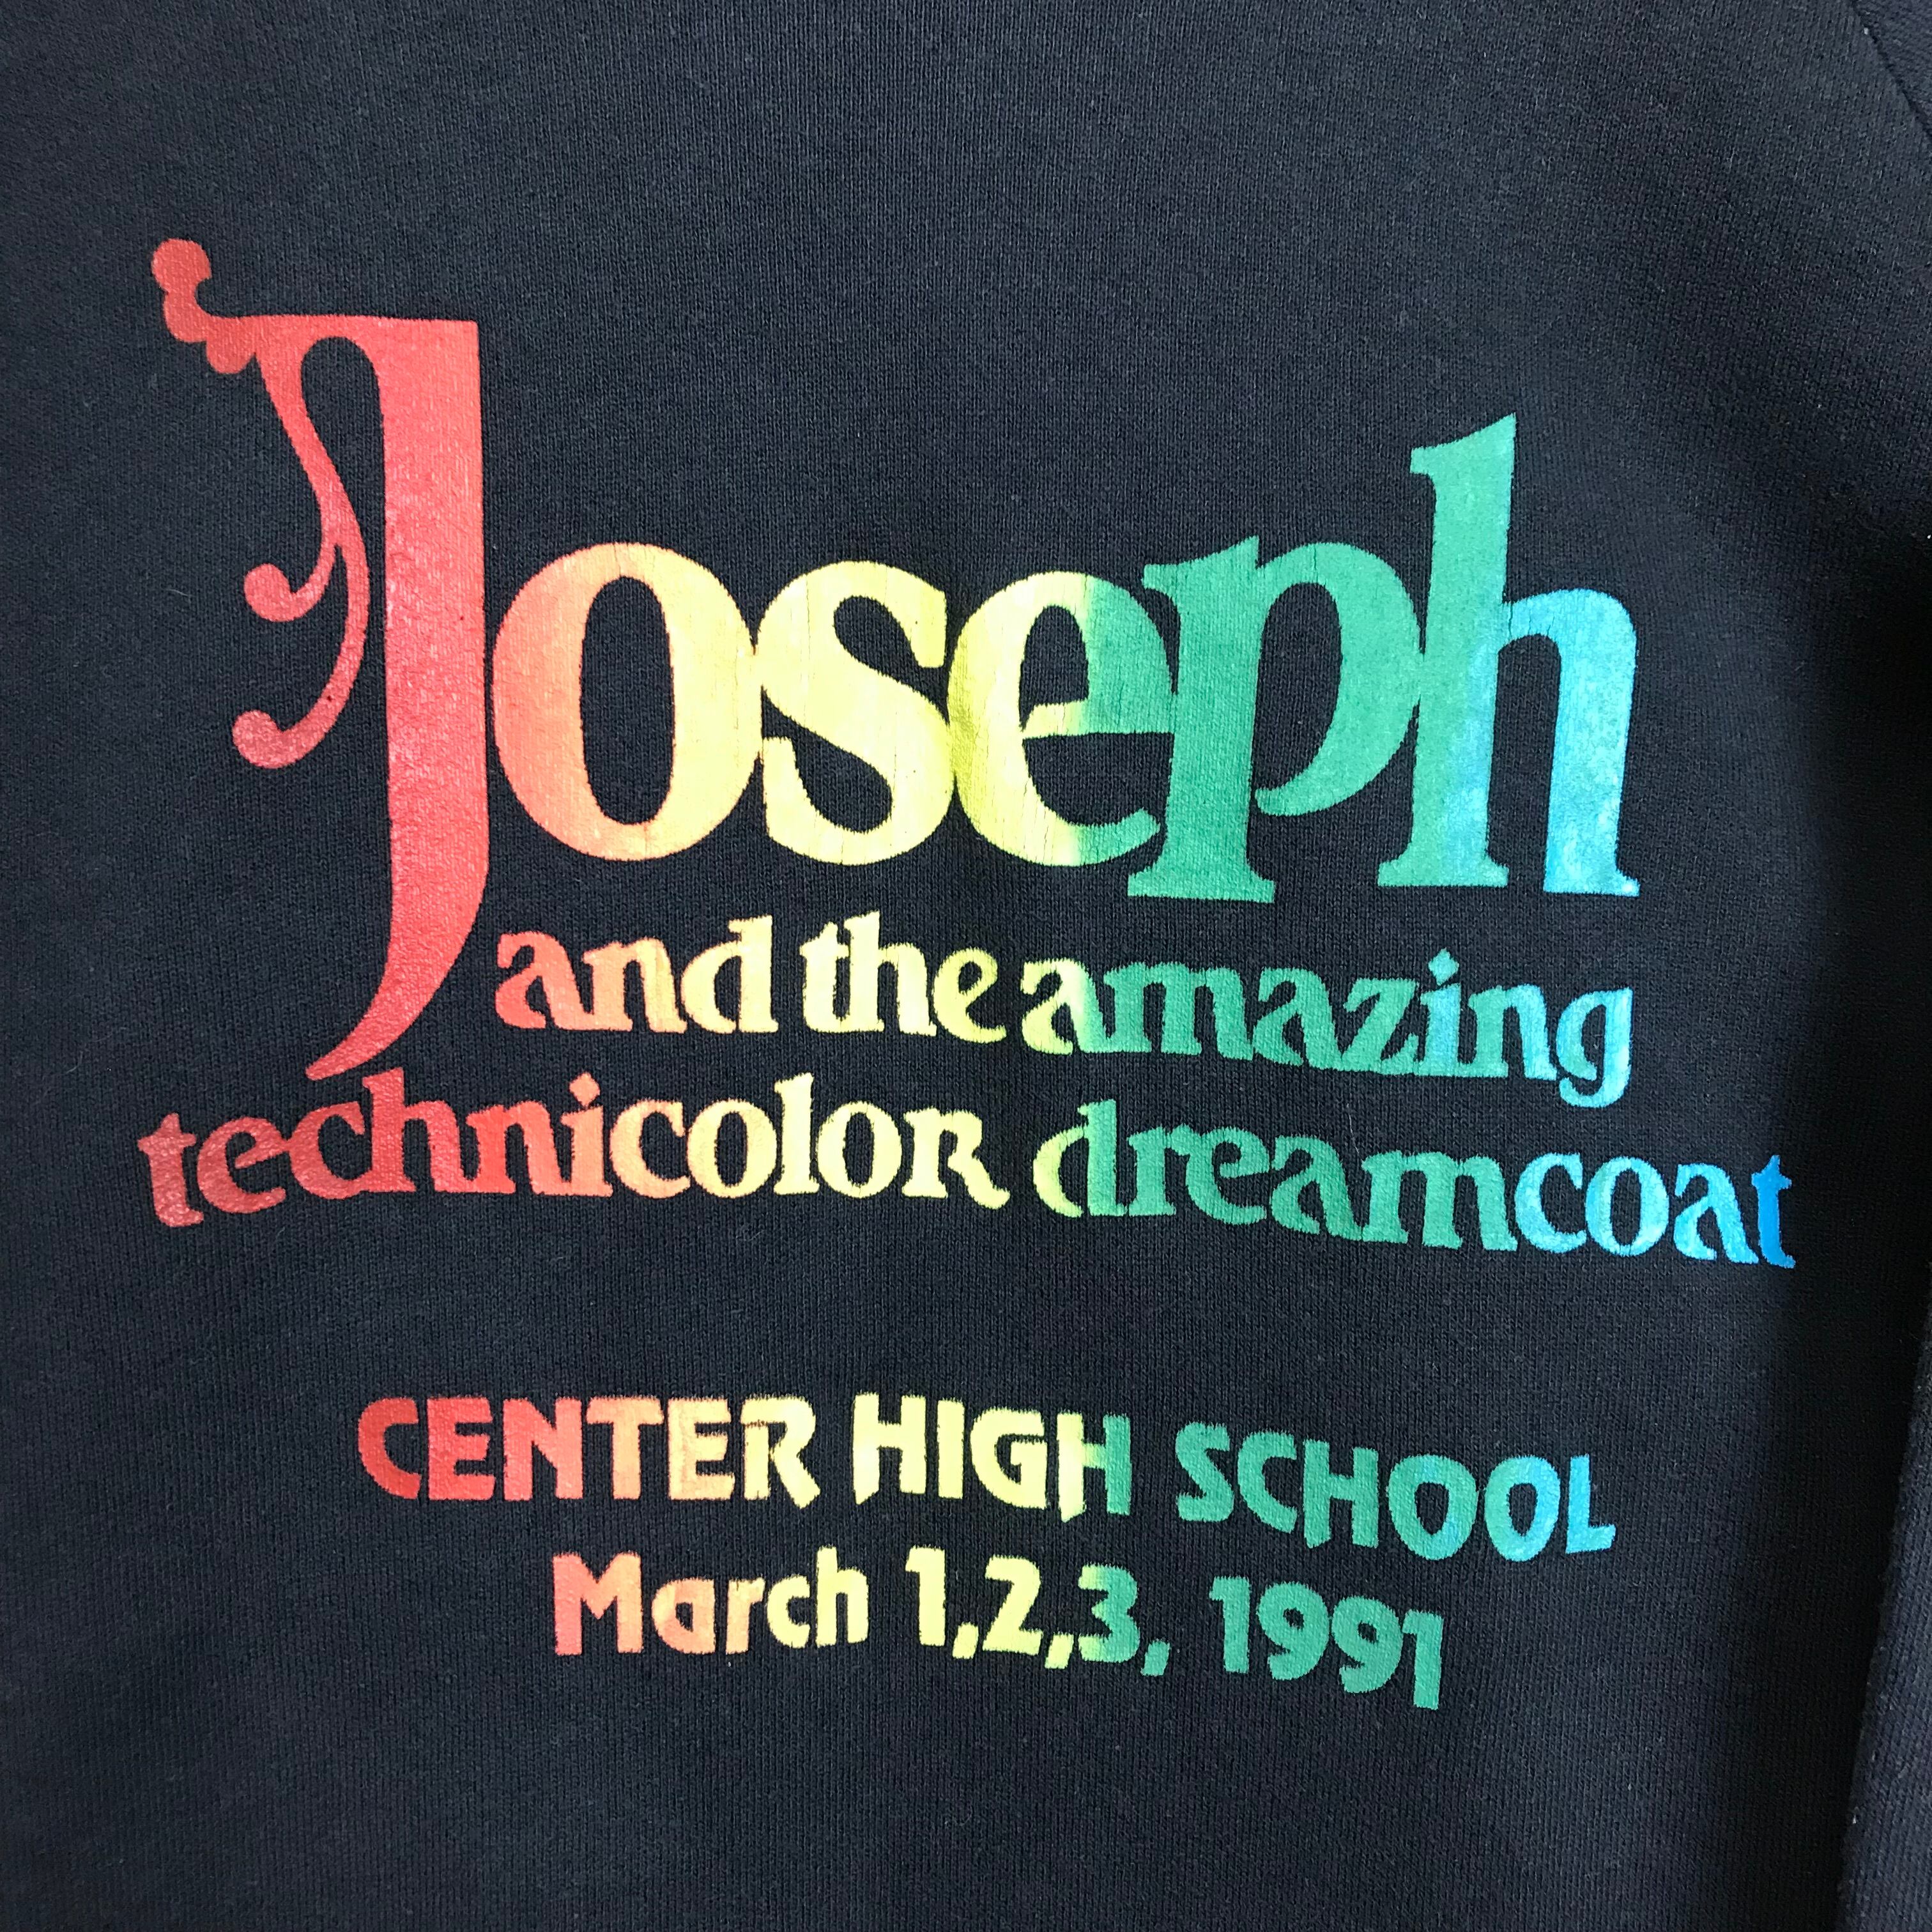 Joseph
and the amazing
technicolor dreamcoat
CENTER HIGH SCHOOL
March 1,2,3, 1991